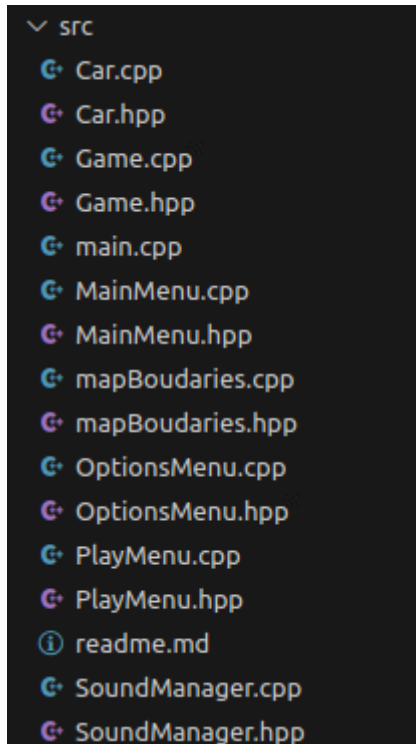 src
Car.cpp
Car.hpp
Game.cpp
Game.hpp
main.cpp
MainMenu.cpp
MainMenu.hpp
mapBoudaries.cpp
mapBoudaries.hpp
OptionsMenu.cpp
OptionsMenu.hpp
PlayMenu.cpp
PlayMenu.hpp
readme.md
SoundManager.cpp
SoundManager.hpp